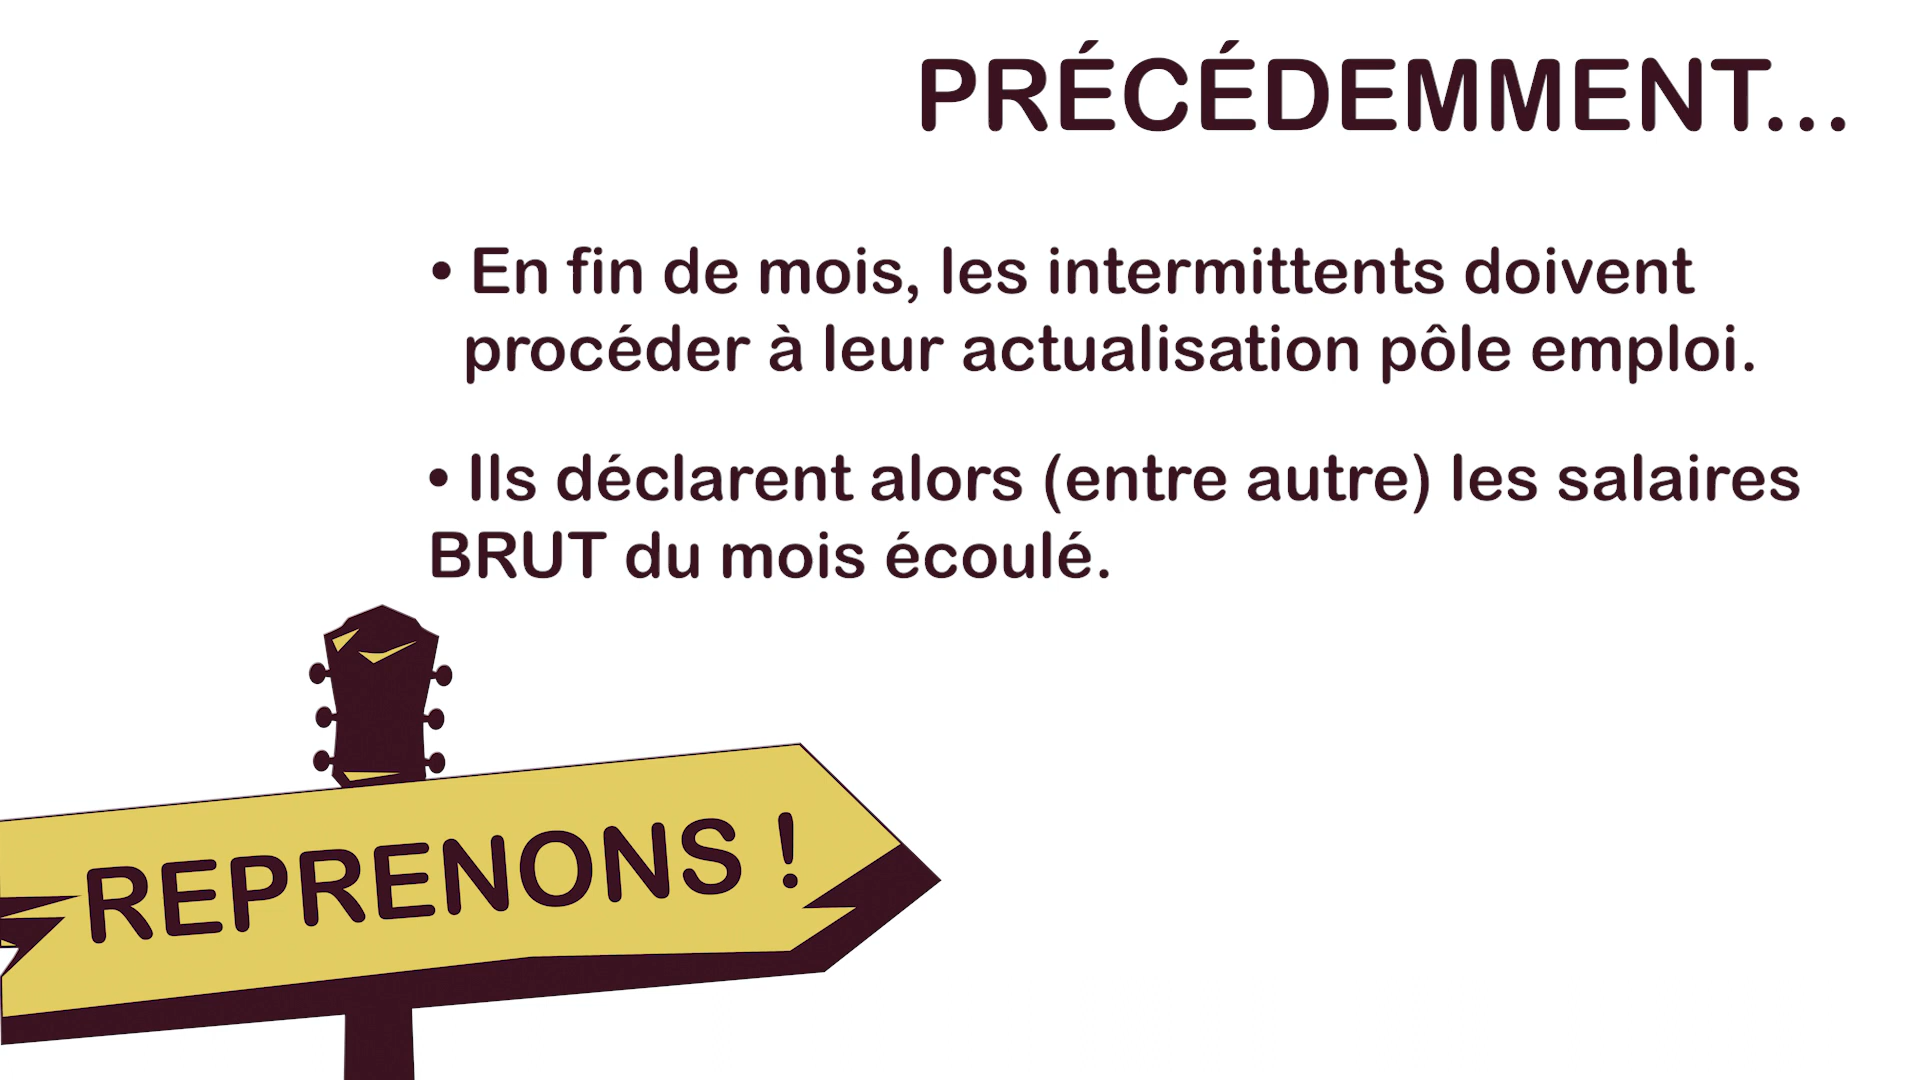 PRÉCÉDEMMENT...
• En fin de mois, les intermittents doivent
procéder à leur actualisation pôle emploi.
• Ils déclarent alors (entre autre) les salaires
BRUT du mois écoulé.
REPRENONS !